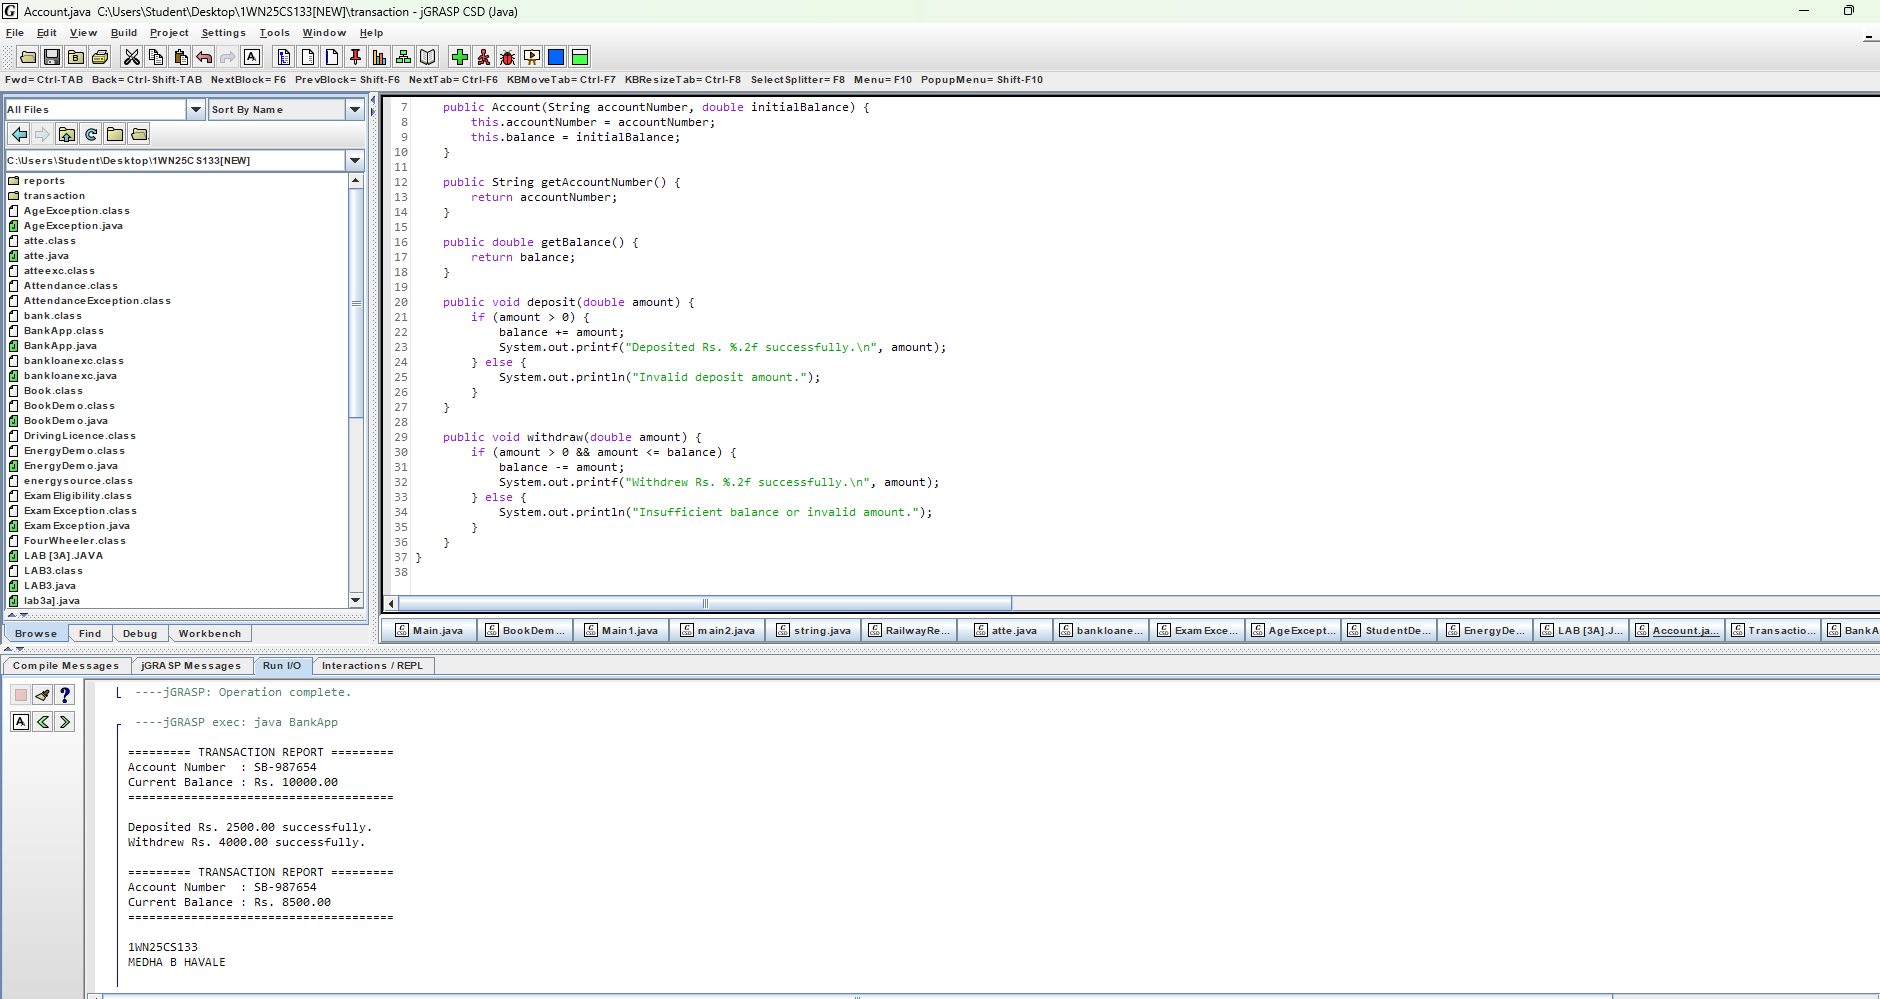 Account.java  C:\Users\Student\Desktop\1WN25CS133[NEW]\transaction - jGRASP CSD (Java)
File Edit View Build Project Settings Tools Window Help
Fwd= Ctrl-TAB Back= Ctrl-Shift-TAB NextBlock= F6 PrevBlock= Shift-F6 NextTab= Ctrl-F6 KBMoveTab= Ctrl-F7 KBResizeTab= Ctrl-F8 SelectSplitter= F8 Menu= F10 PopupMenu= Shift-F10
All Files Sort By Name
C:\Users\Student\Desktop\1WN25CS133[NEW]
reports
transaction
AgeException.class
AgeException.java
atte.class
atte.java
atteexc.class
Attendance.class
AttendanceException.class
bank.class
BankApp.class
BankApp.java
bankloanexc.class
bankloanexc.java
Book.class
BookDemo.class
BookDemo.java
DrivingLicence.class
EnergyDemo.class
EnergyDemo.java
energysource.class
ExamEligibility.class
ExamException.class
ExamException.java
FourWheeler.class
LAB [3A].JAVA
LAB3.class
LAB3.java
lab3a].java
Browse Find Debug Workbench
7 public Account(String accountNumber, double initialBalance) {
8 this.accountNumber = accountNumber;
9 this.balance = initialBalance;
10 }
11
12 public String getAccountNumber() {
13 return accountNumber;
14 }
15
16 public double getBalance() {
17 return balance;
18 }
19
20 public void deposit(double amount) {
21 if (amount > 0) {
22 balance += amount;
23 System.out.printf("Deposited Rs. %.2f successfully.\n", amount);
24 } else {
25 System.out.println("Invalid deposit amount.");
26 }
27 }
28
29 public void withdraw(double amount) {
30 if (amount > 0 && amount <= balance) {
31 balance -= amount;
32 System.out.printf("Withdrew Rs. %.2f successfully.\n", amount);
33 } else {
34 System.out.println("Insufficient balance or invalid amount.");
35 }
36 }
37 }
38
Main.java BookDem... Main1.java main2.java string.java RailwayRe... atte.java bankloane... ExamExce... AgeExcept... StudentDe... EnergyDe... LAB [3A].J... Account.ja... Transactio... BankA
Compile Messages jGRASP Messages Run I/O Interactions / REPL
----jGRASP: Operation complete.
----jGRASP exec: java BankApp
========= TRANSACTION REPORT =========
Account Number  : SB-987654
Current Balance : Rs. 10000.00
======================================
Deposited Rs. 2500.00 successfully.
Withdrew Rs. 4000.00 successfully.
========= TRANSACTION REPORT =========
Account Number  : SB-987654
Current Balance : Rs. 8500.00
======================================
1WN25CS133
MEDHA B HAVALE